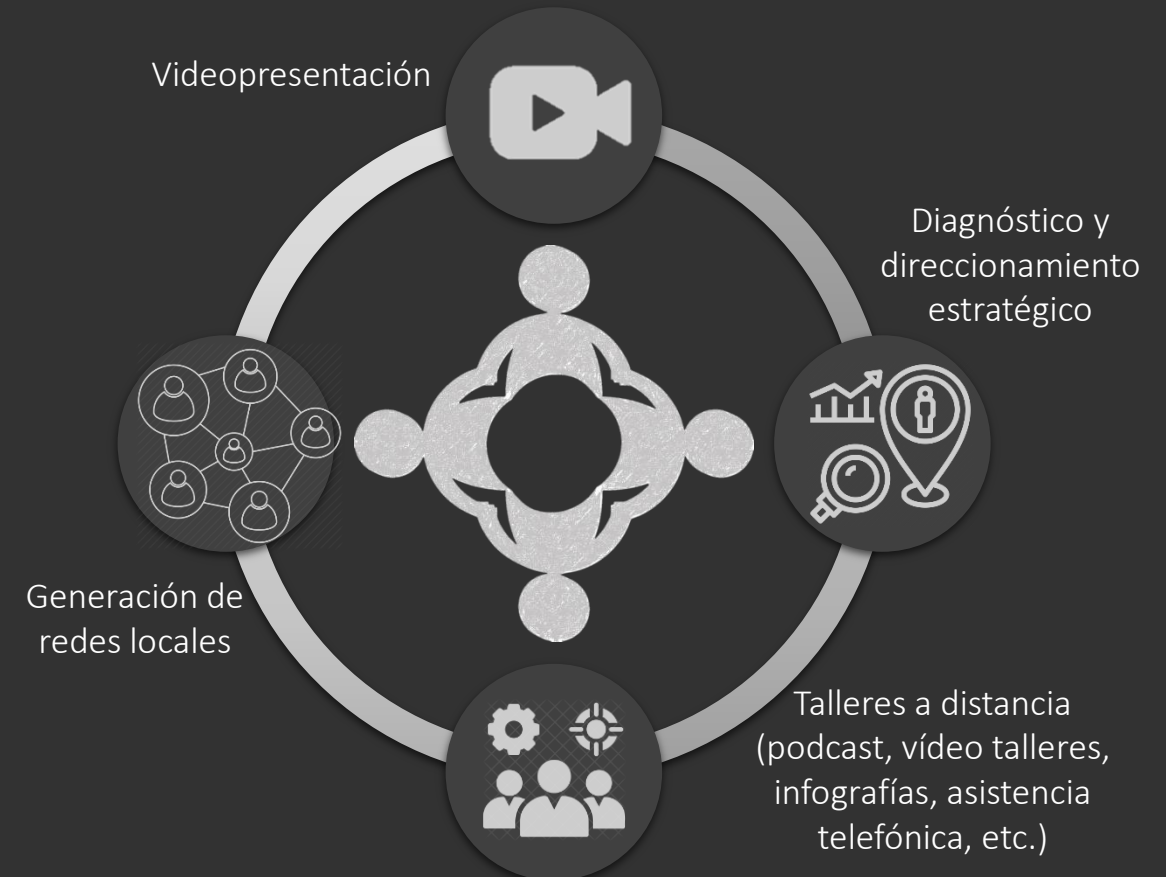 Videopresentación
Diagnóstico y
direccionamiento
estratégico
Generación de
redes locales
Talleres a distancia
(podcast, vídeo talleres,
infografías, asistencia
telefónica, etc.)